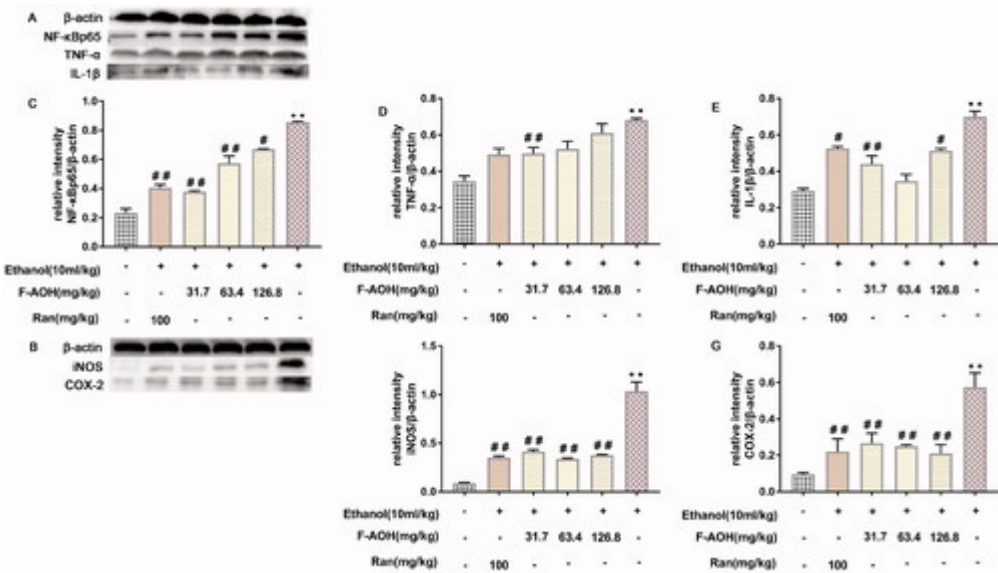 A
β-actin
NF-κBp65
TNF-α
IL-1β
C
relative intensity
NF-κBp65/β-actin
1.0
0.8
0.6
0.4
0.2
0.0
## ## ## # **
Ethanol(10ml/kg) - + + + + +
F-AOH(mg/kg) - - 31.7 63.4 126.8 -
Ran(mg/kg) - 100 - - - -
D
relative intensity
TNF-α/β-actin
0.8
0.6
0.4
0.2
0.0
## **
Ethanol(10ml/kg) - + + + + +
F-AOH(mg/kg) - - 31.7 63.4 126.8 -
Ran(mg/kg) - 100 - - - -
E
relative intensity
IL-1β/β-actin
0.8
0.6
0.4
0.2
0.0
# ## # **
Ethanol(10ml/kg) - + + + + +
F-AOH(mg/kg) - - 31.7 63.4 126.8 -
Ran(mg/kg) - 100 - - - -
B
β-actin
iNOS
COX-2
relative intensity
iNOS/β-actin
1.5
1.0
0.5
0.0
## ## ## ## **
Ethanol(10ml/kg) - + + + + +
F-AOH(mg/kg) - - 31.7 63.4 126.8 -
Ran(mg/kg) - 100 - - - -
G
relative intensity
COX-2/β-actin
0.8
0.6
0.4
0.2
0.0
## ## ## ## **
Ethanol(10ml/kg) - + + + + +
F-AOH(mg/kg) - - 31.7 63.4 126.8 -
Ran(mg/kg) - 100 - - - -